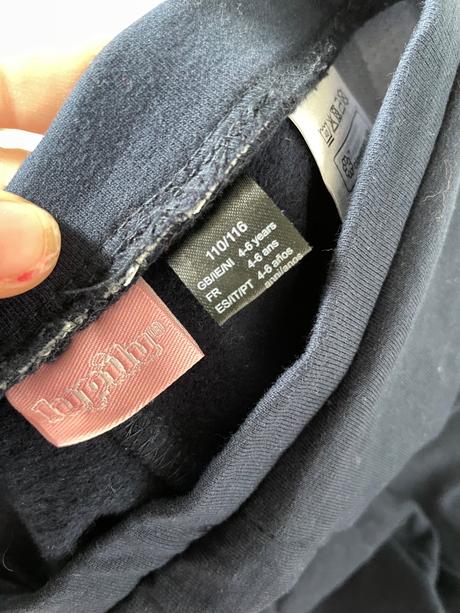 110/116
GB/IE/NI 4-6 years
FR 4-6 ans
ES/IT/PT 4-6 años
anni/anos
lupilu